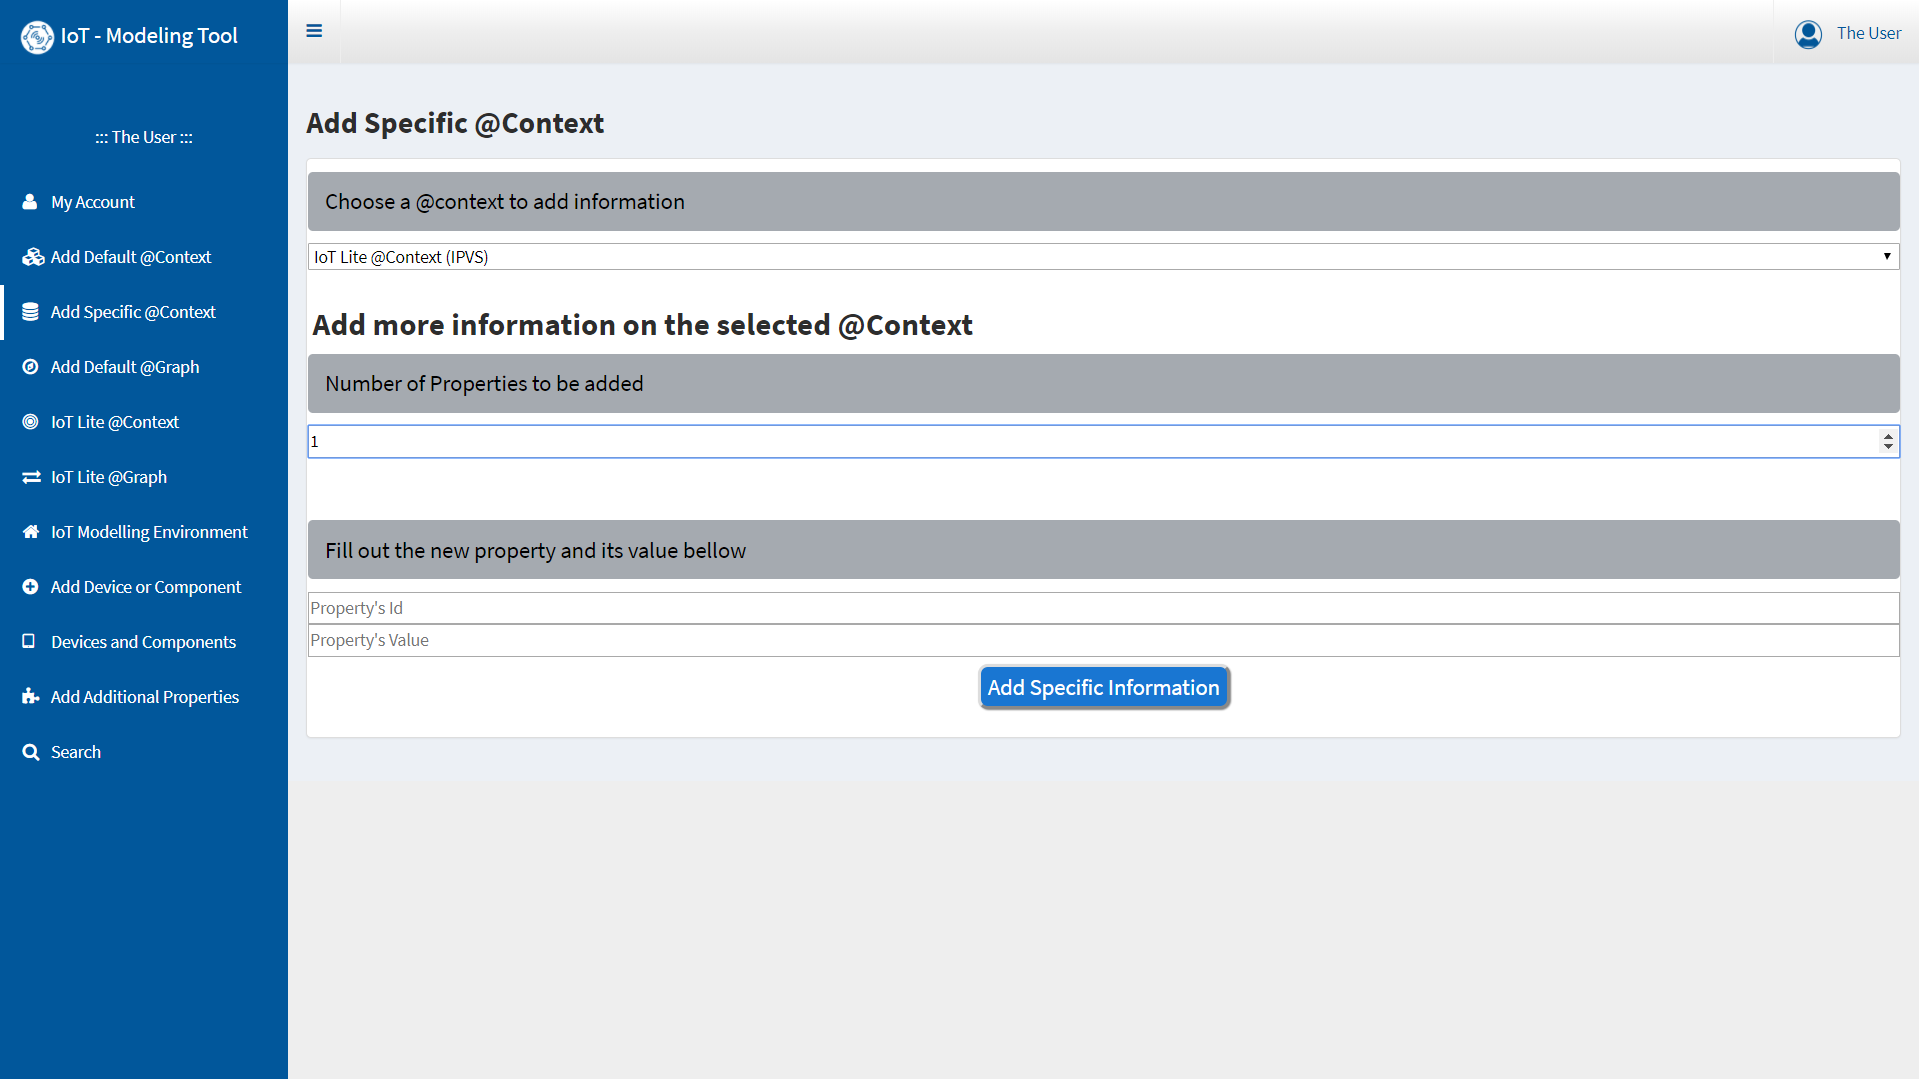 IoT - Modeling Tool
The User
::: The User :::
My Account
Add Default @Context
Add Specific @Context
Add Default @Graph
IoT Lite @Context
IoT Lite @Graph
IoT Modelling Environment
Add Device or Component
Devices and Components
Add Additional Properties
Search
Add Specific @Context
Choose a @context to add information
IoT Lite @Context (IPVS)
Add more information on the selected @Context
Number of Properties to be added
1
Fill out the new property and its value bellow
Property's Id
Property's Value
Add Specific Information